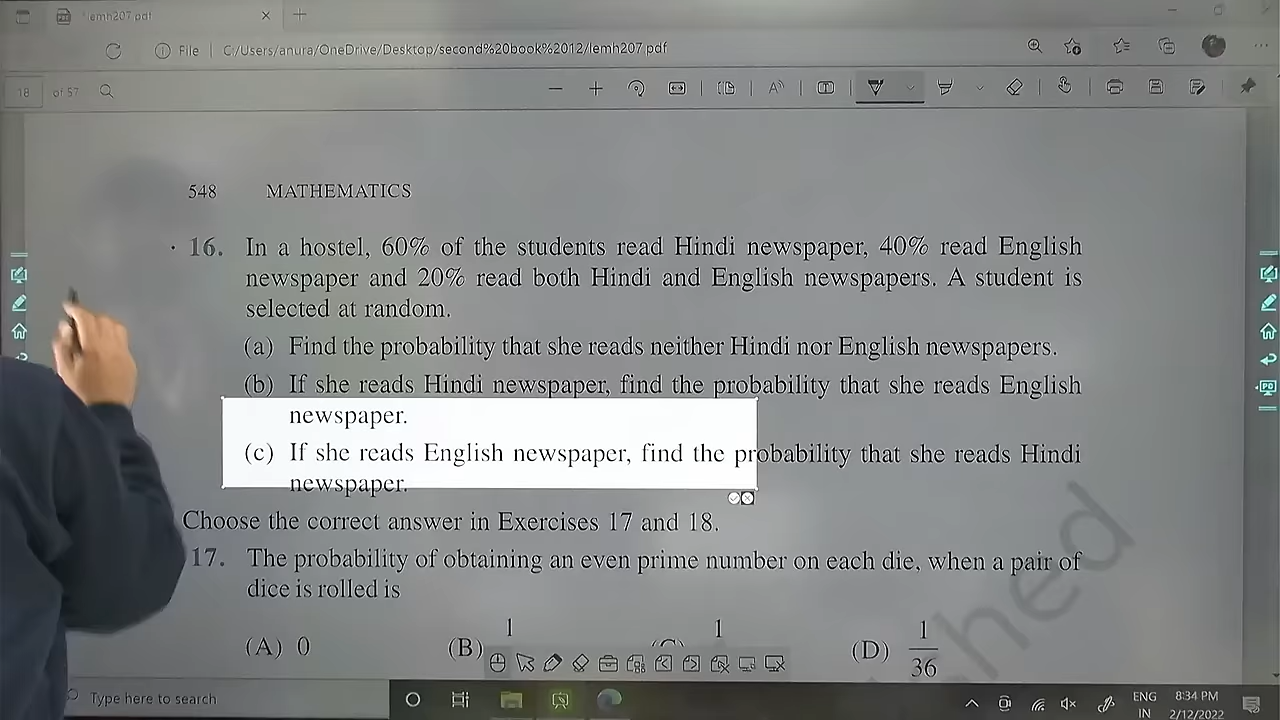 lemh207 pdf
File C:/Users/anura/OneDrive/Desktop/second%20book%2012/lemh207 pdf
18 of 57
548 MATHEMATICS
16. In a hostel, 60% of the students read Hindi newspaper, 40% read English
newspaper and 20% read both Hindi and English newspapers. A student is
selected at random.
(a) Find the probability that she reads neither Hindi nor English newspapers.
(b) If she reads Hindi newspaper, find the probability that she reads English
newspaper.
(c) If she reads English newspaper, find the probability that she reads Hindi
newspaper.
Choose the correct answer in Exercises 17 and 18.
17. The probability of obtaining an even prime number on each die, when a pair of
dice is rolled is
(A) 0 (B) 1 1 (D) 1/36
hed
Type here to search
ENG
IN
8:34 PM
2/12/2022